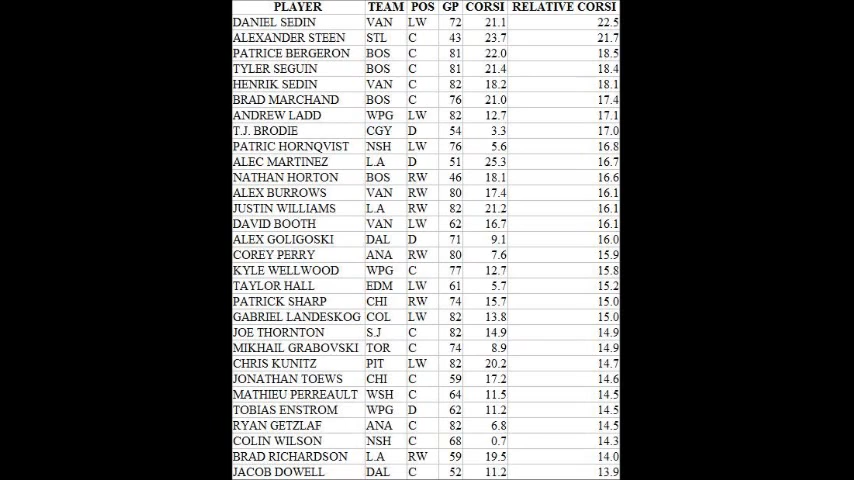 PLAYER TEAM POS GP CORSI RELATIVE CORSI
DANIEL SEDIN VAN LW 72 21.1 22.5
ALEXANDER STEEN STL C 43 23.7 21.7
PATRICE BERGERON BOS C 81 22.0 18.5
TYLER SEGUIN BOS C 81 21.4 18.4
HENRIK SEDIN VAN C 82 18.2 18.1
BRAD MARCHAND BOS C 76 21.0 17.4
ANDREW LADD WPG LW 82 12.7 17.1
T.J. BRODIE CGY D 54 3.3 17.0
PATRIC HORNQVIST NSH LW 76 5.6 16.8
ALEC MARTINEZ L.A D 51 25.3 16.7
NATHAN HORTON BOS RW 46 18.1 16.6
ALEX BURROWS VAN RW 80 17.4 16.1
JUSTIN WILLIAMS L.A RW 82 21.2 16.1
DAVID BOOTH VAN LW 62 16.7 16.1
ALEX GOLIGOSKI DAL D 71 9.1 16.0
COREY PERRY ANA RW 80 7.6 15.9
KYLE WELLWOOD WPG C 77 12.7 15.8
TAYLOR HALL EDM LW 61 5.7 15.2
PATRICK SHARP CHI RW 74 15.7 15.0
GABRIEL LANDESKOG COL LW 82 13.8 15.0
JOE THORNTON S.J C 82 14.9 14.9
MIKHAIL GRABOVSKI TOR C 74 8.9 14.9
CHRIS KUNITZ PIT LW 82 20.2 14.7
JONATHAN TOEWS CHI C 59 17.2 14.6
MATHIEU PERREAULT WSH C 64 11.5 14.5
TOBIAS ENSTROM WPG D 62 11.2 14.5
RYAN GETZLAF ANA C 82 6.8 14.5
COLIN WILSON NSH C 68 0.7 14.3
BRAD RICHARDSON L.A RW 59 19.5 14.0
JACOB DOWELL DAL C 52 11.2 13.9